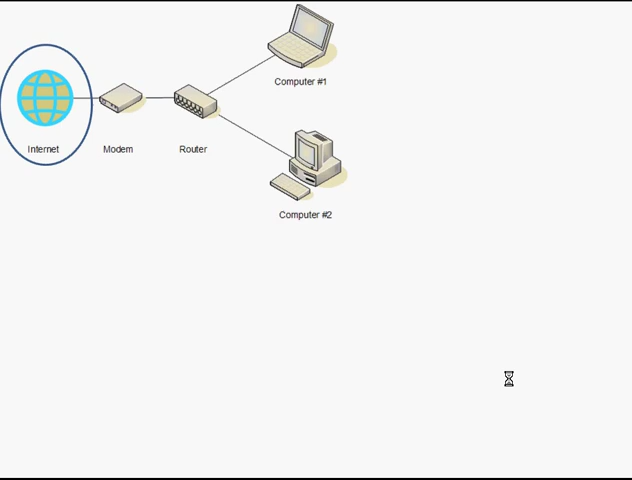 Computer #1
Internet
Modem
Router
Computer #2